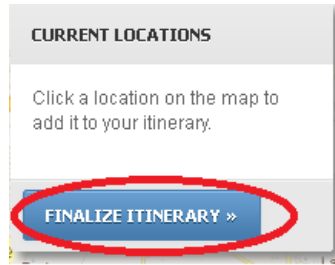 CURRENT LOCATIONS
Click a location on the map to
add it to your itinerary.
FINALIZE ITINERARY »